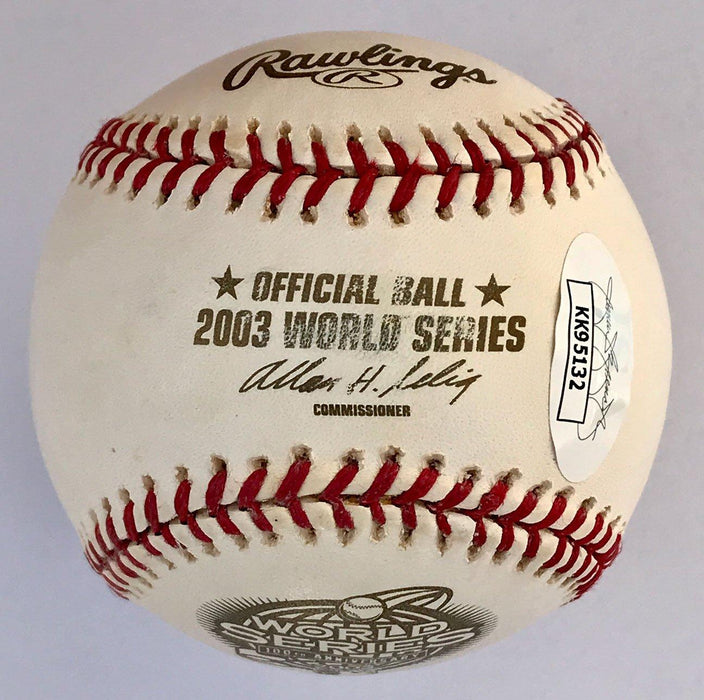 Rawlings
R
★ OFFICIAL BALL ★
2003 WORLD SERIES
Allan H. Selig
COMMISSIONER
KK95132
WORLD
SERIES
100TH ANNIVERSARY